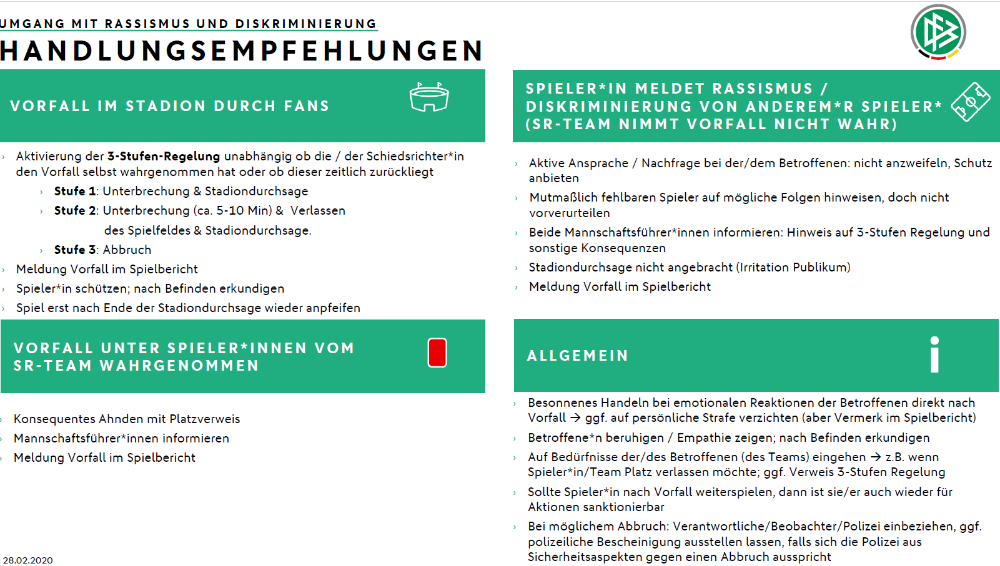 UMGANG MIT RASSISMUS UND DISKRIMINIERUNG
HANDLUNGSEMPFEHLUNGEN
DFB
VORFALL IM STADION DURCH FANS
› Aktivierung der 3-Stufen-Regelung unabhängig ob die / der Schiedsrichter*in
den Vorfall selbst wahrgenommen hat oder ob dieser zeitlich zurückliegt
› Stufe 1: Unterbrechung & Stadiondurchsage
› Stufe 2: Unterbrechung (ca. 5-10 Min) & Verlassen
des Spielfeldes & Stadiondurchsage.
› Stufe 3: Abbruch
› Meldung Vorfall im Spielbericht
› Spieler*in schützen; nach Befinden erkundigen
› Spiel erst nach Ende der Stadiondurchsage wieder anpfeifen
SPIELER*IN MELDET RASSISMUS /
DISKRIMINIERUNG VON ANDEREM*R SPIELER*
(SR-TEAM NIMMT VORFALL NICHT WAHR)
› Aktive Ansprache / Nachfrage bei der/dem Betroffenen: nicht anzweifeln, Schutz
anbieten
› Mutmaßlich fehlbaren Spieler auf mögliche Folgen hinweisen, doch nicht
vorverurteilen
› Beide Mannschaftsführer*innen informieren: Hinweis auf 3-Stufen Regelung und
sonstige Konsequenzen
› Stadiondurchsage nicht angebracht (Irritation Publikum)
› Meldung Vorfall im Spielbericht
VORFALL UNTER SPIELER*INNEN VOM
SR-TEAM WAHRGENOMMEN
› Konsequentes Ahnden mit Platzverweis
› Mannschaftsführer*innen informieren
› Meldung Vorfall im Spielbericht
ALLGEMEIN
› Besonnenes Handeln bei emotionalen Reaktionen der Betroffenen direkt nach
Vorfall → ggf. auf persönliche Strafe verzichten (aber Vermerk im Spielbericht)
› Betroffene*n beruhigen / Empathie zeigen; nach Befinden erkundigen
› Auf Bedürfnisse der/des Betroffenen (des Teams) eingehen → z.B. wenn
Spieler*in/Team Platz verlassen möchte; ggf. Verweis 3-Stufen Regelung
› Sollte Spieler*in nach Vorfall weiterspielen, dann ist sie/er auch wieder für
Aktionen sanktionierbar
› Bei möglichem Abbruch: Verantwortliche/Beobachter/Polizei einbeziehen, ggf.
polizeiliche Bescheinigung ausstellen lassen, falls sich die Polizei aus
Sicherheitsaspekten gegen einen Abbruch ausspricht
28.02.2020